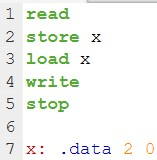 1 read
2 store x
3 load x
4 write
5 stop
6
7 x: .data 2 0